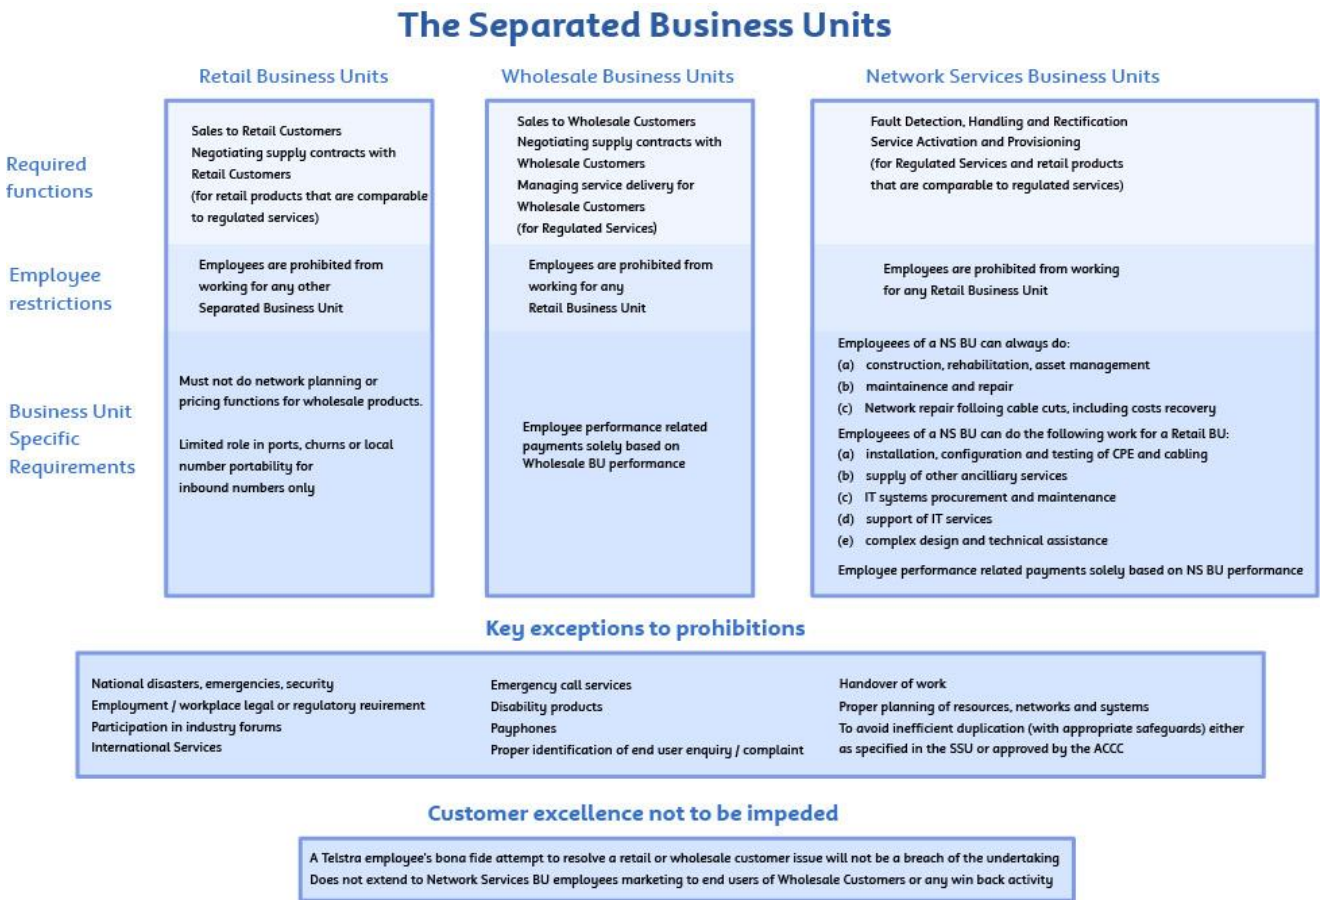 The Separated Business Units
Retail Business Units
Wholesale Business Units
Network Services Business Units
Required
functions
Sales to Retail Customers
Negotiating supply contracts with
Retail Customers
(for retail products that are comparable
to regulated services)
Sales to Wholesale Customers
Negotiating supply contracts with
Wholesale Customers
Managing service delivery for
Wholesale Customers
(for Regulated Services)
Fault Detection, Handling and Rectification
Service Activation and Provisioning
(for Regulated Services and retail products
that are comparable to regulated services)
Employee
restrictions
Employees are prohibited from
working for any other
Separated Business Unit
Employees are prohibited from
working for any
Retail Business Unit
Employees are prohibited from working
for any Retail Business Unit
Business Unit
Specific
Requirements
Must not do network planning or
pricing functions for wholesale products.
Limited role in ports, churns or local
number portability for
inbound numbers only
Employee performance related
payments solely based on
Wholesale BU performance
Employeees of a NS BU can always do:
(a) construction, rehabilitation, asset management
(b) maintainence and repair
(c) Network repair folloing cable cuts, including costs recovery
Employeees of a NS BU can do the following work for a Retail BU:
(a) installation, configuration and testing of CPE and cabling
(b) supply of other ancilliary services
(c) IT systems procurement and maintenance
(d) support of IT services
(e) complex design and technical assistance
Employee performance related payments solely based on NS BU performance
Key exceptions to prohibitions
National disasters, emergencies, security
Employment / workplace legal or regulatory reuirement
Participation in industry forums
International Services
Emergency call services
Disability products
Payphones
Proper identification of end user enquiry / complaint
Handover of work
Proper planning of resources, networks and systems
To avoid inefficient duplication (with appropriate safeguards) either
as specified in the SSU or approved by the ACCC
Customer excellence not to be impeded
A Telstra employee's bona fide attempt to resolve a retail or wholesale customer issue will not be a breach of the undertaking
Does not extend to Network Services BU employees marketing to end users of Wholesale Customers or any win back activity